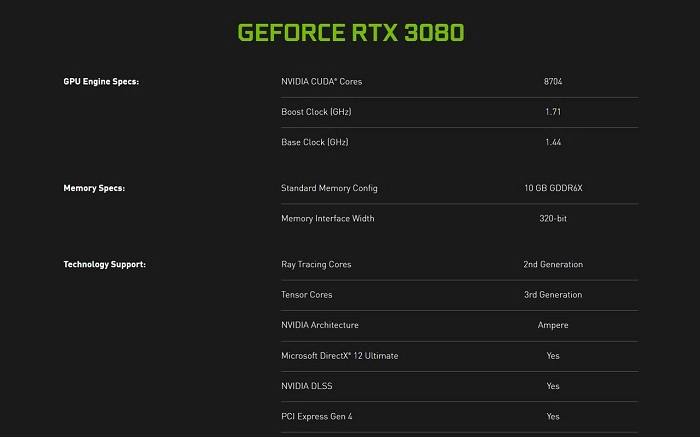 GEFORCE RTX 3080
GPU Engine Specs: NVIDIA CUDA® Cores 8704
Boost Clock (GHz) 1.71
Base Clock (GHz) 1.44
Memory Specs: Standard Memory Config 10 GB GDDR6X
Memory Interface Width 320-bit
Technology Support: Ray Tracing Cores 2nd Generation
Tensor Cores 3rd Generation
NVIDIA Architecture Ampere
Microsoft DirectX® 12 Ultimate Yes
NVIDIA DLSS Yes
PCI Express Gen 4 Yes